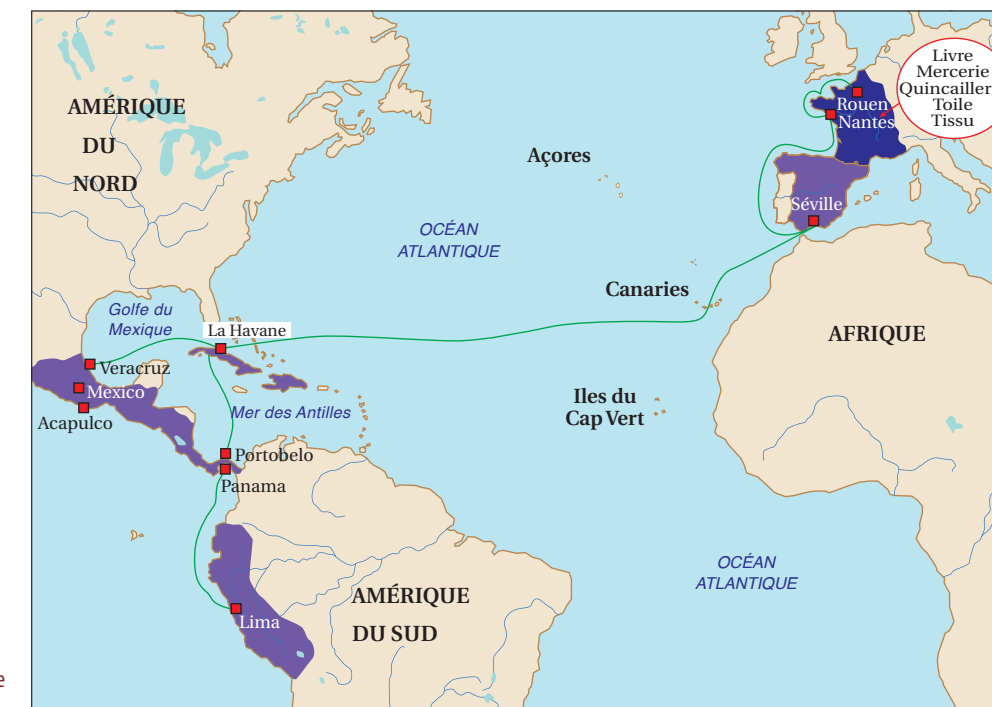 Livre
Mercerie
Quincailler
Toile
Tissu
Rouen
Nantes
AMÉRIQUE
DU
NORD
Açores
Séville
OCÉAN
ATLANTIQUE
Canaries
Golfe du
Mexique
La Havane
AFRIQUE
Veracruz
Mexico
Acapulco
Mer des Antilles
Iles du
Cap Vert
Portobelo
Panama
OCÉAN
ATLANTIQUE
AMÉRIQUE
DU SUD
Lima
e